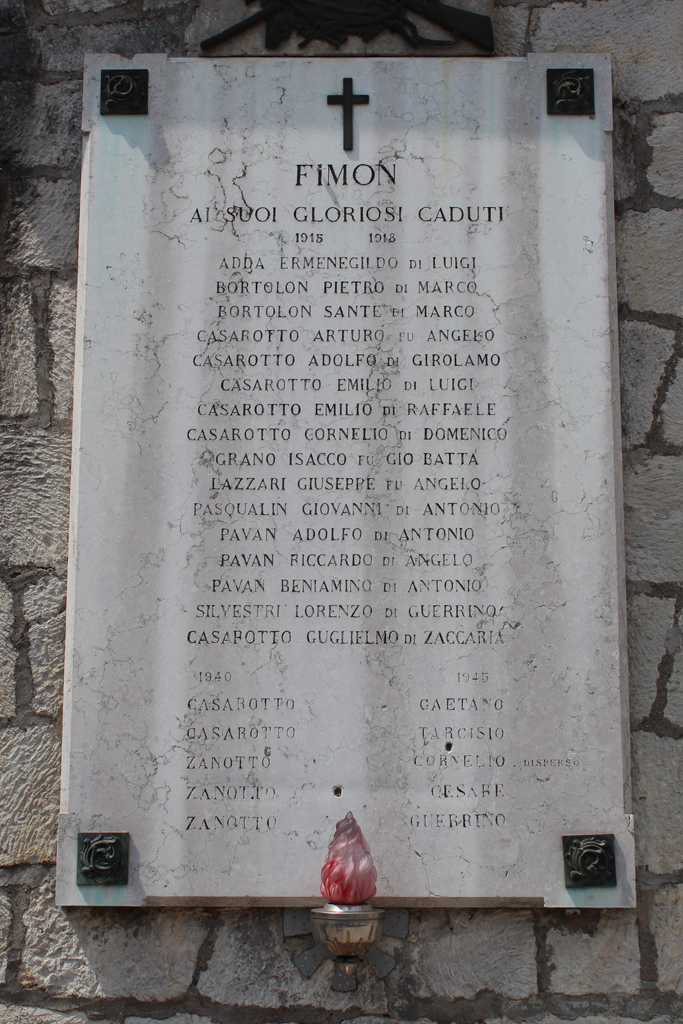 FIMON
AI SUOI GLORIOSI CADUTI
1915 1918
ADDA ERMENEGILDO DI LUIGI
BORTOLON PIETRO DI MARCO
BORTOLON SANTE DI MARCO
CASAROTTO ARTURO FU ANGELO
CASAROTTO ADOLFO DI GIROLAMO
CASAROTTO EMILIO DI LUIGI
CASAROTTO EMILIO DI RAFFAELE
CASAROTTO CORNELIO DI DOMENICO
GRANO ISACCO FU GIO BATTA
LAZZARI GIUSEPPE FU ANGELO
PASQUALIN GIOVANNI DI ANTONIO
PAVAN ADOLFO DI ANTONIO
PAVAN RICCARDO DI ANGELO
PAVAN BENIAMINO DI ANTONIO
SILVESTRI LORENZO DI GUERRINO
CASAROTTO GUGLIELMO DI ZACCARIA
1940 1945
CASAROTTO GAETANO
CASAROTTO TARCISIO
ZANOTTO CORNELIO . DISPERSO
ZANOTTO CESARE
ZANOTTO GUERRINO